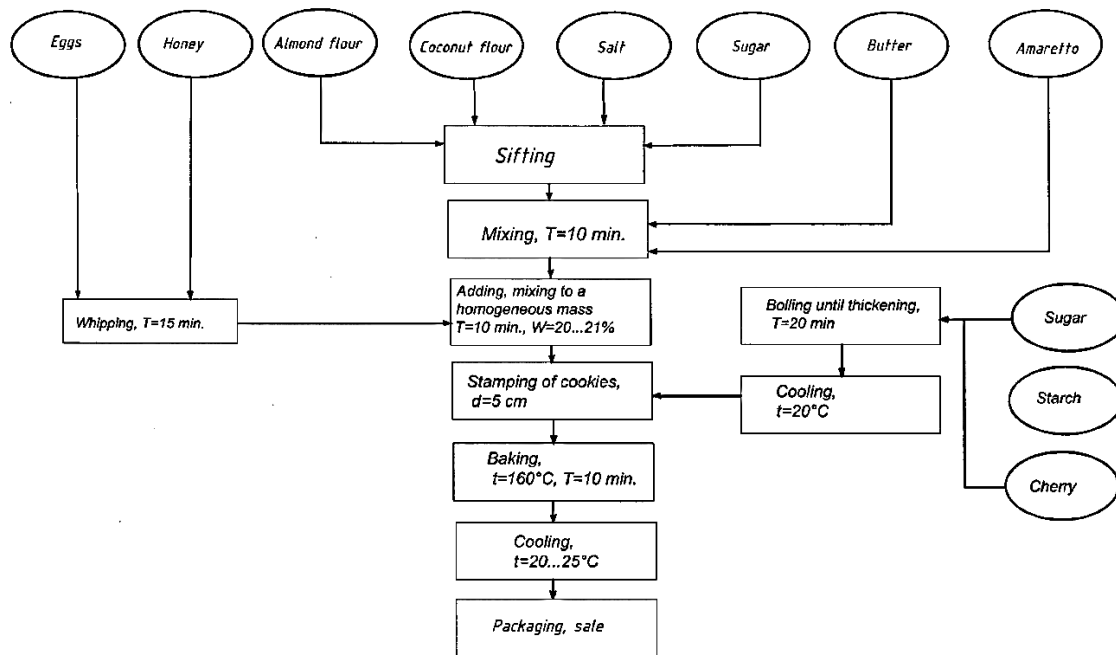 Eggs
Honey
Almond flour
Coconut flour
Salt
Sugar
Butter
Amaretto
Sifting
Mixing, T=10 min.
Whipping, T=15 min.
Adding, mixing to a
homogeneous mass
T=10 min., W=20...21%
Bolling until thickening,
T=20 min
Sugar
Stamping of cookies,
d=5 cm
Cooling,
t=20°C
Starch
Baking,
t=160°C, T=10 min.
Cherry
Cooling,
t=20...25°C
Packaging, sale